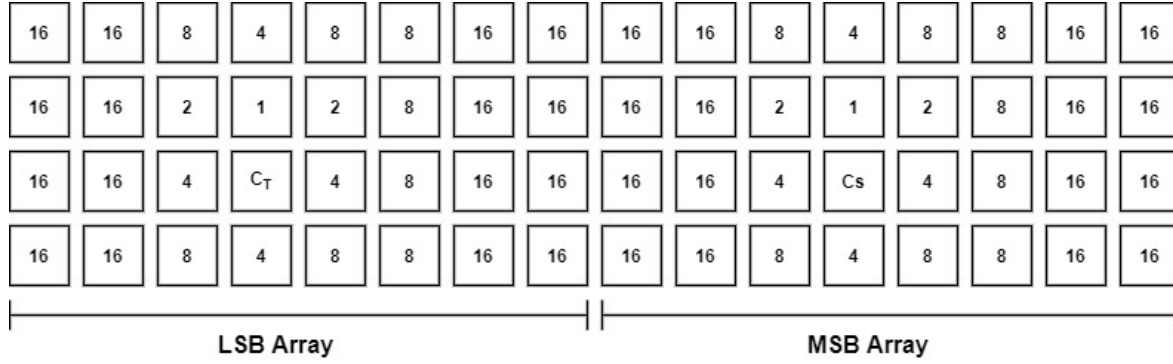 16 16 8 4 8 8 16 16 16 16 8 4 8 8 16 16
16 16 2 1 2 8 16 16 16 16 2 1 2 8 16 16
16 16 4 C_T 4 8 16 16 16 16 4 Cs 4 8 16 16
16 16 8 4 8 8 16 16 16 16 8 4 8 8 16 16
LSB Array MSB Array